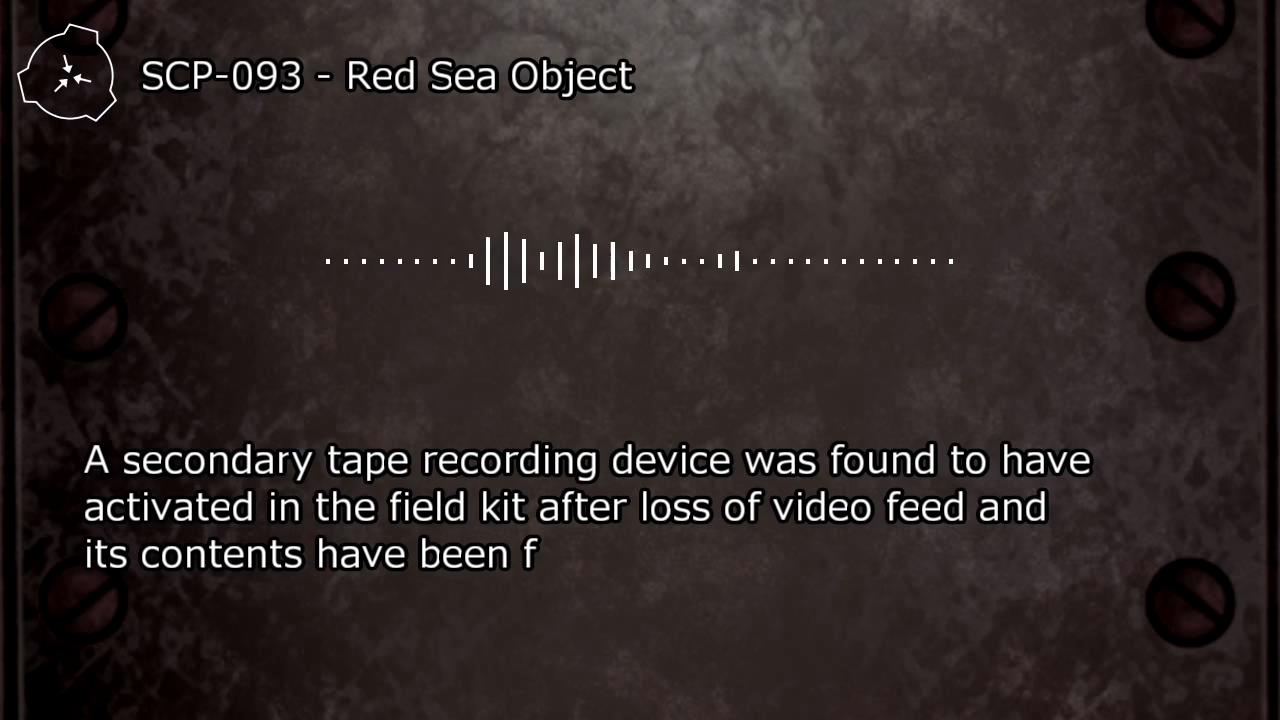 SCP-093 - Red Sea Object
A secondary tape recording device was found to have
activated in the field kit after loss of video feed and
its contents have been f